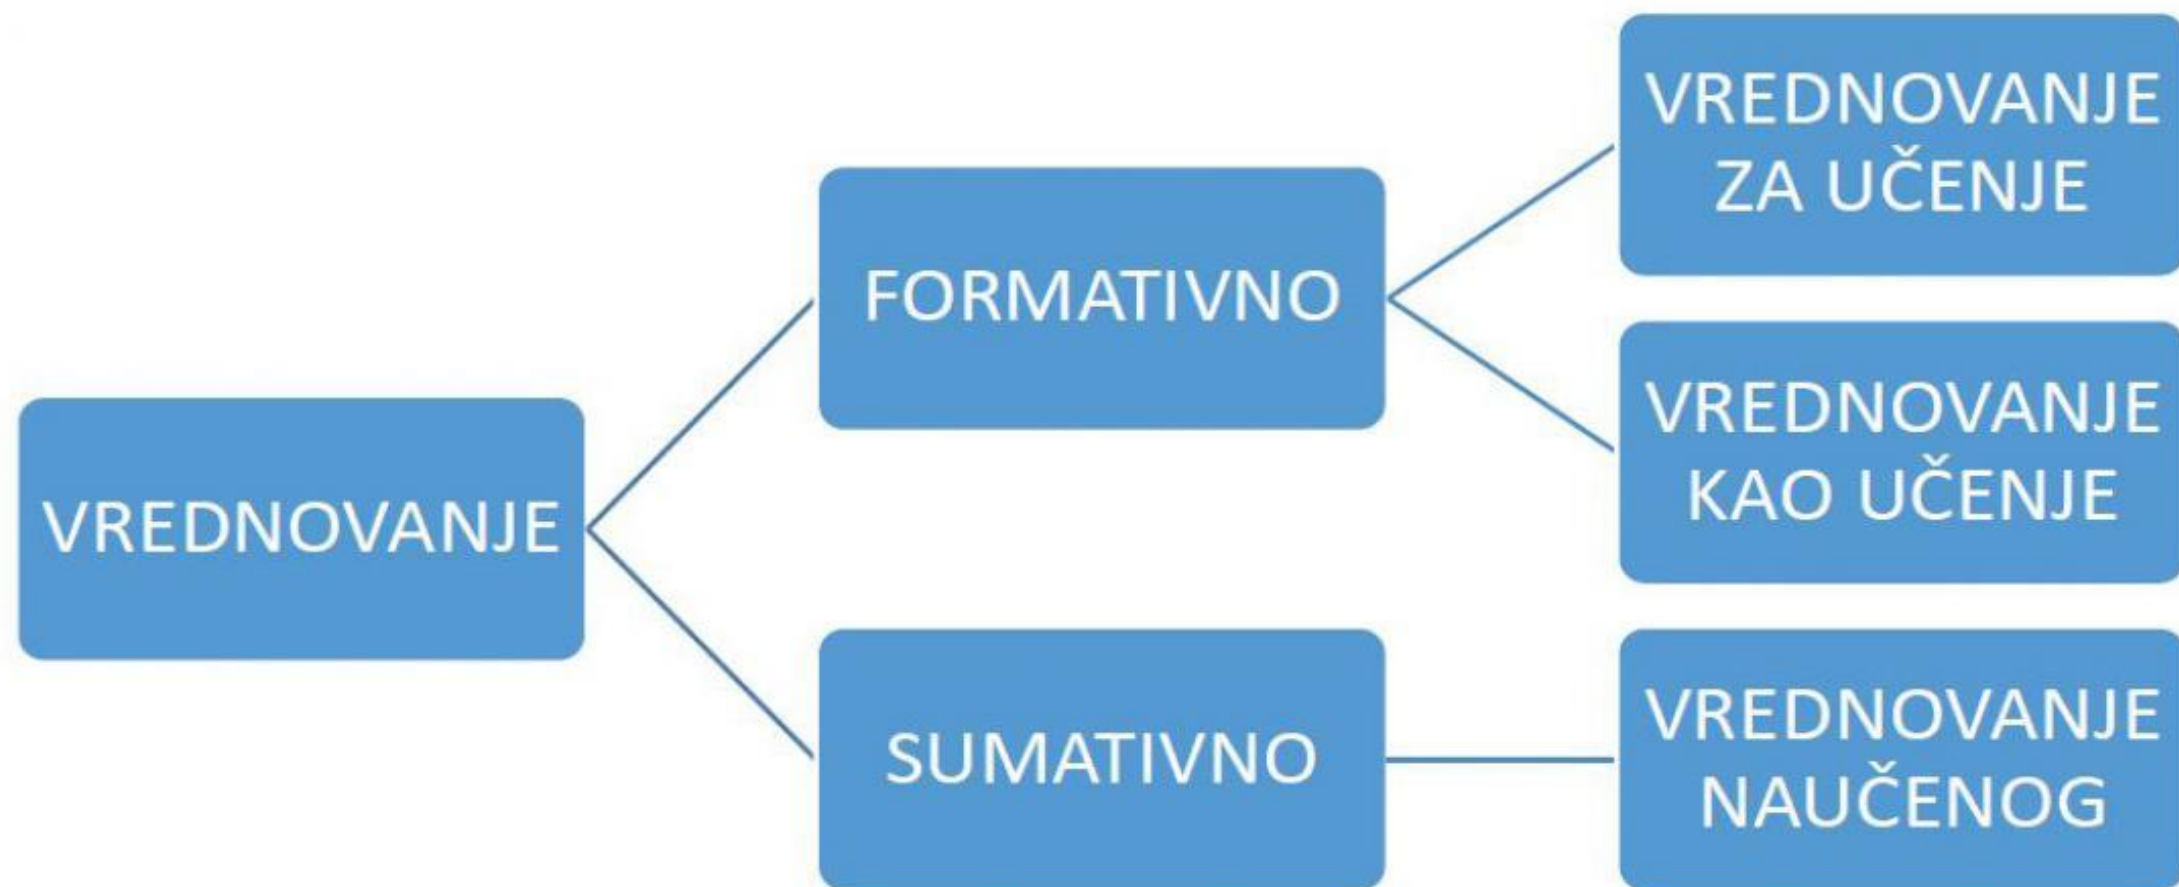 VREDNOVANJE
FORMATIVNO
SUMATIVNO
VREDNOVANJE
ZA UČENJE
VREDNOVANJE
KAO UČENJE
VREDNOVANJE
NAUČENOG